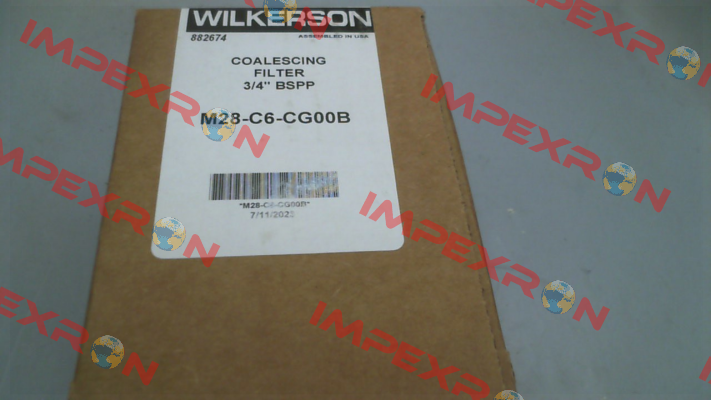 WILKERSON
882674 ASSEMBLED IN USA
COALESCING
FILTER
3/4" BSPP
M28-C6-CG00B
*M28-C6-CG00B*
7/11/2022
IMPEXRON
IMPEXRON
IMPEXRON
IMPEXRON
IMPEXRON
IMPEXRON
IMPEXRON